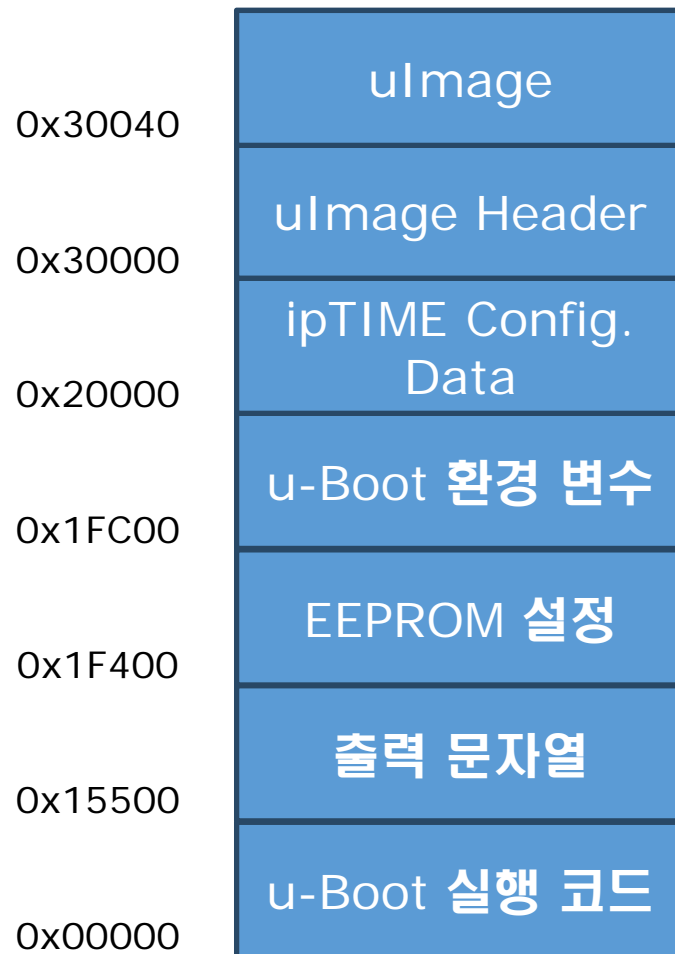 uImage
0x30040
uImage Header
0x30000
ipTIME Config.
Data
0x20000
u-Boot 환경 변수
0x1FC00
EEPROM 설정
0x1F400
출력 문자열
0x15500
u-Boot 실행 코드
0x00000